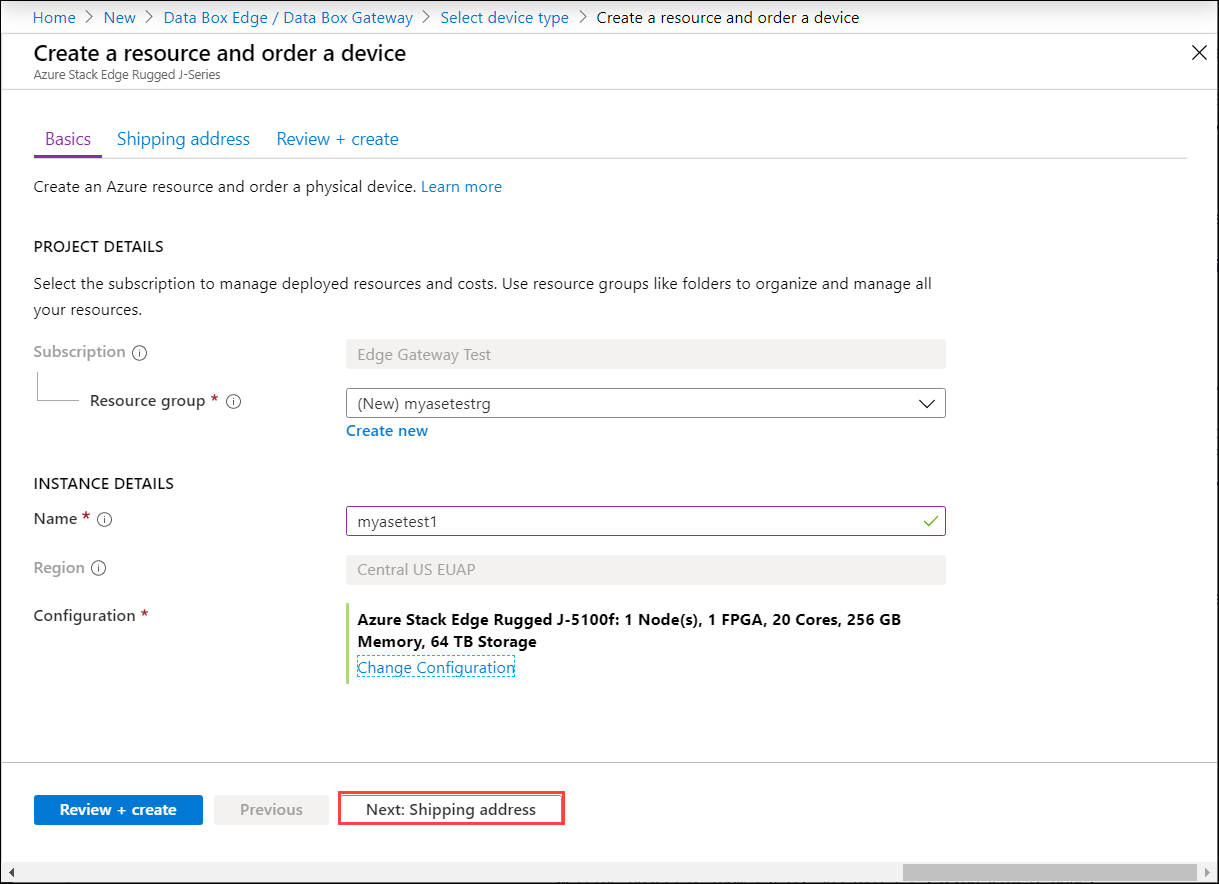 Home > New > Data Box Edge / Data Box Gateway > Select device type > Create a resource and order a device
Create a resource and order a device
Azure Stack Edge Rugged J-Series
Basics Shipping address Review + create
Create an Azure resource and order a physical device. Learn more
PROJECT DETAILS
Select the subscription to manage deployed resources and costs. Use resource groups like folders to organize and manage all
your resources.
Subscription
Edge Gateway Test
Resource group *
(New) myasetestrg
Create new
INSTANCE DETAILS
Name *
myasetest1
Region
Central US EUAP
Configuration *
Azure Stack Edge Rugged J-5100f: 1 Node(s), 1 FPGA, 20 Cores, 256 GB
Memory, 64 TB Storage
Change Configuration
Review + create Previous Next: Shipping address